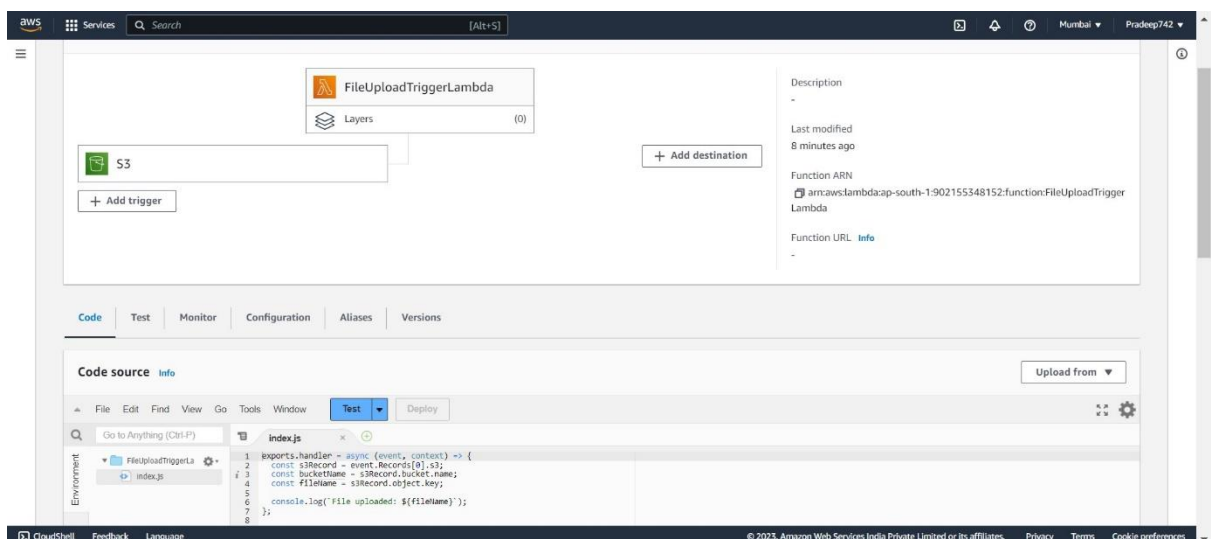 aws Services Search [Alt+S] Mumbai Pradeep742
FileUploadTriggerLambda
Layers (0)
S3
+ Add trigger
+ Add destination
Description
-
Last modified
8 minutes ago
Function ARN
arn:aws:lambda:ap-south-1:902155348152:function:FileUploadTrigger
Lambda
Function URL Info
-
Code Test Monitor Configuration Aliases Versions
Code source Info
Upload from
File Edit Find View Go Tools Window Test Deploy
Go to Anything (Ctrl-P) index.js
Environment
FileUploadTriggerLa
index.js
1 exports.handler = async (event, context) => {
2 const s3Record = event.Records[0].s3;
i 3 const bucketName = s3Record.bucket.name;
4 const fileName = s3Record.object.key;
5
6 console.log(`File uploaded: ${fileName}`);
7 };
8
CloudShell Feedback Language © 2023, Amazon Web Services India Private Limited or its affiliates. Privacy Terms Cookie preferences